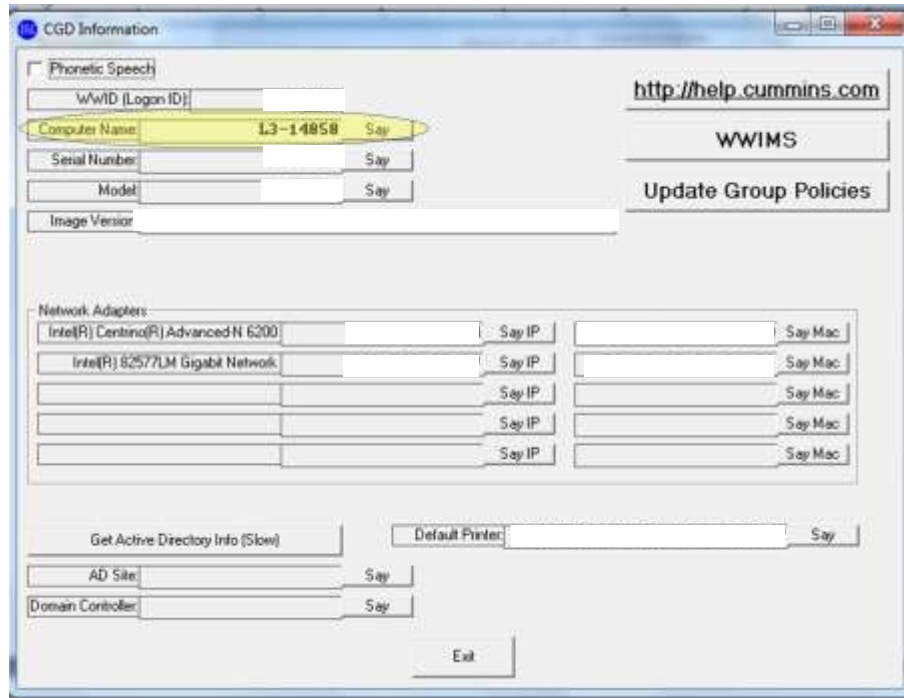 CGD Information
Phonetic Speech
http://help.cummins.com
WWID (Logon ID):
Computer Name: L3-14858 Say
WWIMS
Serial Number: Say
Model: Say
Update Group Policies
Image Version
Network Adapters
Intel(R) Centrino(R) Advanced-N 6200 Say IP Say Mac
Intel(R) 82577LM Gigabit Network Say IP Say Mac
Say IP Say Mac
Say IP Say Mac
Say IP Say Mac
Get Active Directory Info (Slow) Default Printer: Say
AD Site: Say
Domain Controller: Say
Exit